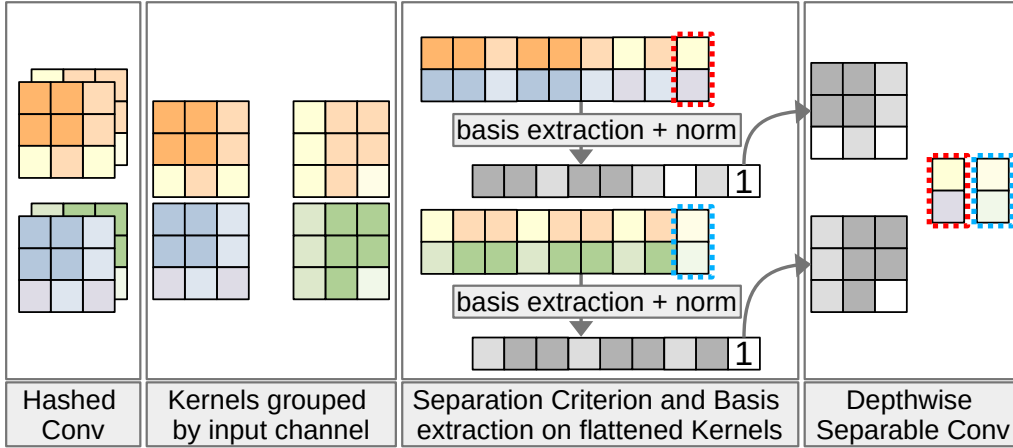 basis extraction + norm
1
basis extraction + norm
1
Hashed
Conv
Kernels grouped
by input channel
Separation Criterion and Basis
extraction on flattened Kernels
Depthwise
Separable Conv